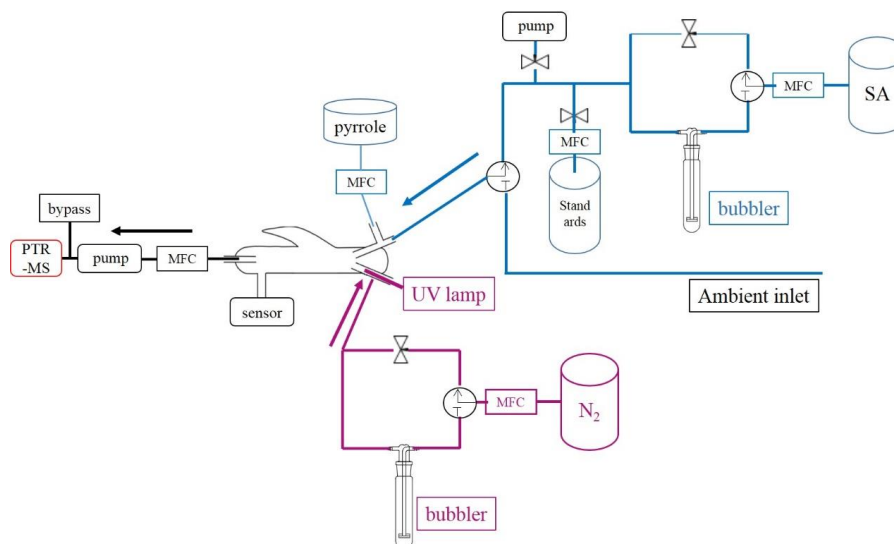 pump
MFC
SA
pyrrole
MFC
MFC
Stand
ards
bubbler
bypass
PTR
-MS
pump
MFC
sensor
UV lamp
Ambient inlet
MFC
N₂
bubbler